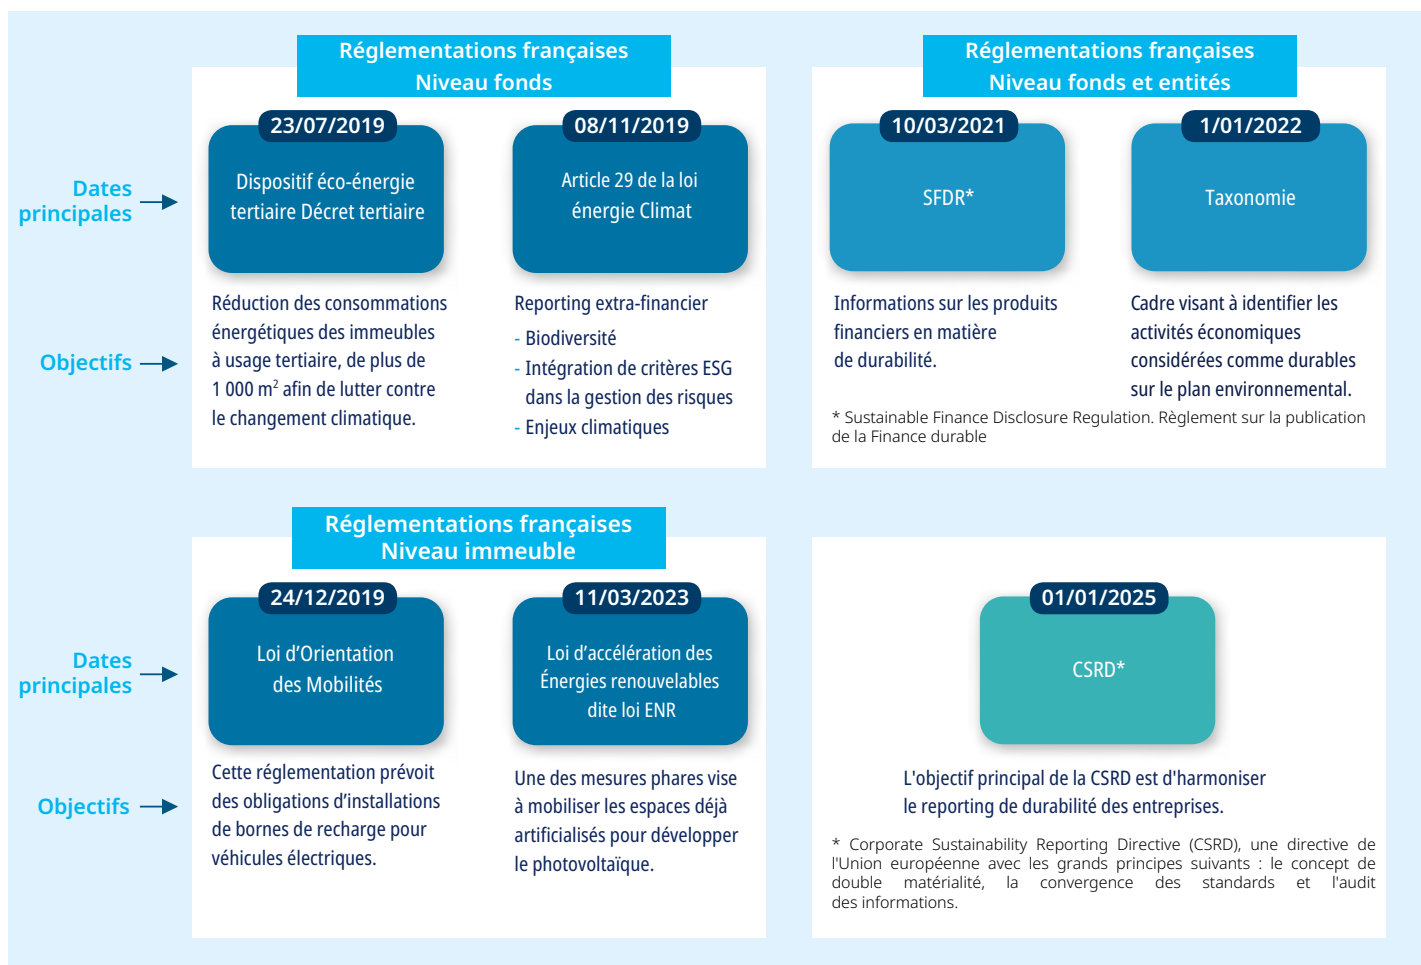 Réglementations françaises
Niveau fonds
Dates
principales
23/07/2019
Dispositif éco-énergie
tertiaire Décret tertiaire
08/11/2019
Article 29 de la loi
énergie Climat
Objectifs
Réduction des consommations
énergétiques des immeubles
à usage tertiaire, de plus de
1 000 m² afin de lutter contre
le changement climatique.
Reporting extra-financier
- Biodiversité
- Intégration de critères ESG
dans la gestion des risques
- Enjeux climatiques
Réglementations françaises
Niveau fonds et entités
10/03/2021
SFDR*
1/01/2022
Taxonomie
Informations sur les produits
financiers en matière
de durabilité.
Cadre visant à identifier les
activités économiques
considérées comme durables
sur le plan environnemental.
* Sustainable Finance Disclosure Regulation. Règlement sur la publication
de la Finance durable
Réglementations françaises
Niveau immeuble
Dates
principales
24/12/2019
Loi d’Orientation
des Mobilités
11/03/2023
Loi d’accélération des
Énergies renouvelables
dite loi ENR
Objectifs
Cette réglementation prévoit
des obligations d’installations
de bornes de recharge pour
véhicules électriques.
Une des mesures phares vise
à mobiliser les espaces déjà
artificialisés pour développer
le photovoltaïque.
01/01/2025
CSRD*
L'objectif principal de la CSRD est d'harmoniser
le reporting de durabilité des entreprises.
* Corporate Sustainability Reporting Directive (CSRD), une directive de
l'Union européenne avec les grands principes suivants : le concept de
double matérialité, la convergence des standards et l'audit
des informations.